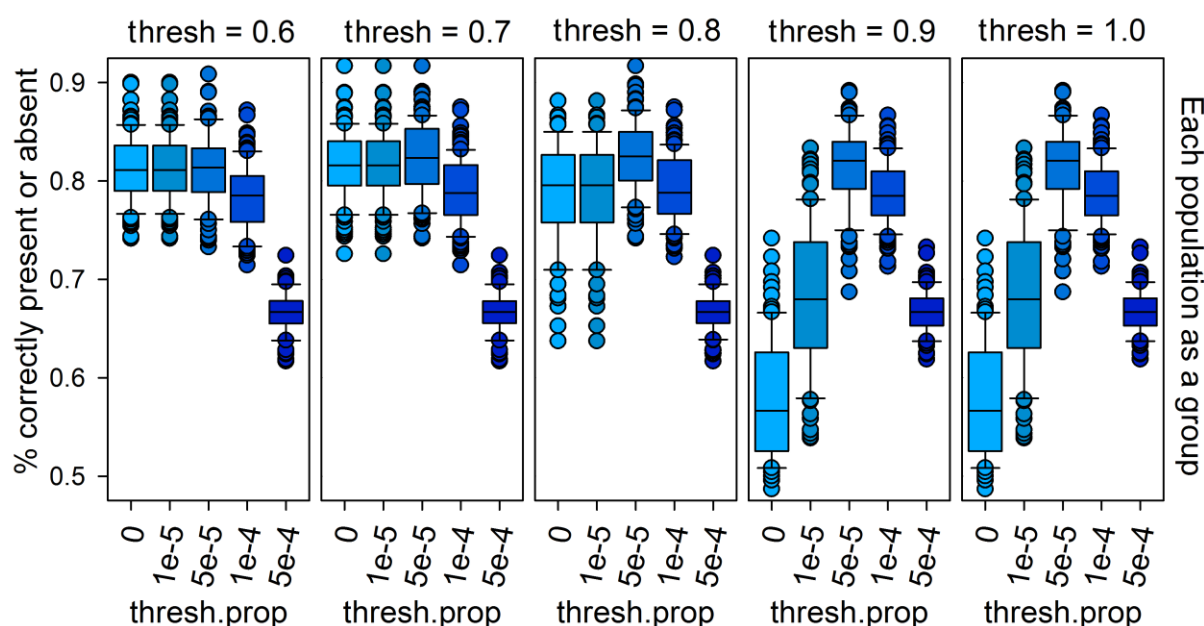 thresh = 0.6 thresh = 0.7 thresh = 0.8 thresh = 0.9 thresh = 1.0
% correctly present or absent
0.9
0.8
0.7
0.6
0.5
Each population as a group
0 1e-5 5e-5 1e-4 5e-4 0 1e-5 5e-5 1e-4 5e-4 0 1e-5 5e-5 1e-4 5e-4 0 1e-5 5e-5 1e-4 5e-4 0 1e-5 5e-5 1e-4 5e-4
thresh.prop thresh.prop thresh.prop thresh.prop thresh.prop